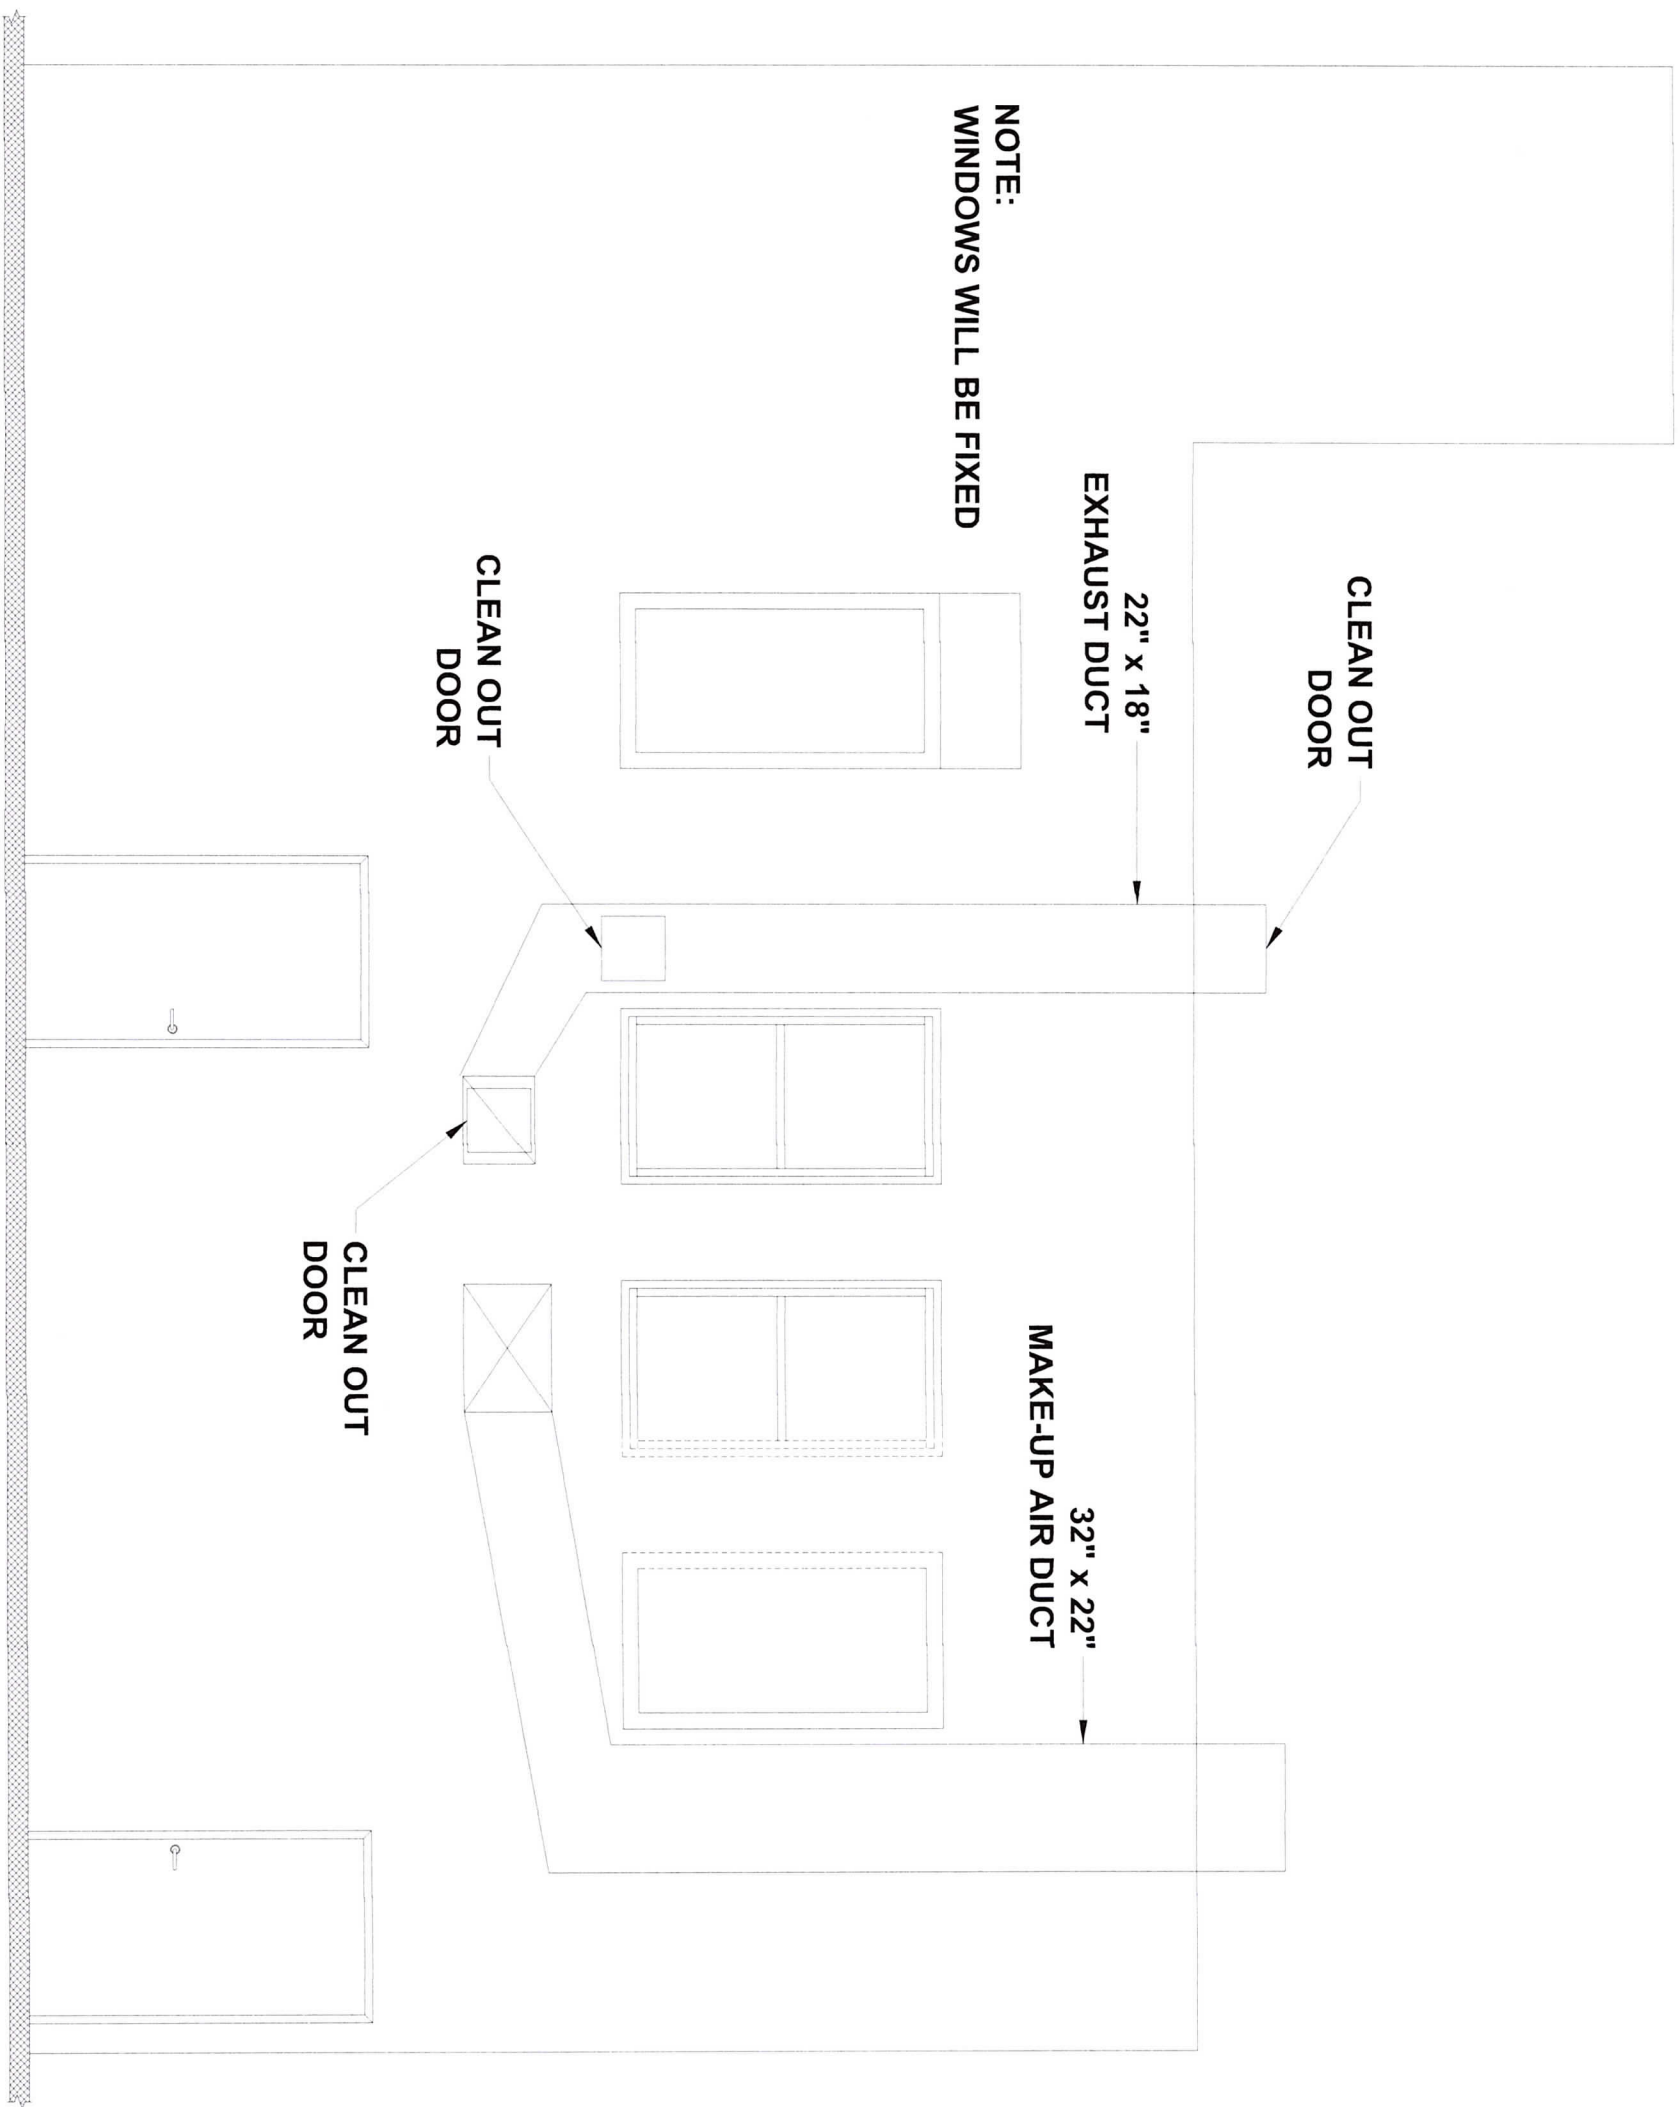 CLEAN OUT
DOOR
22" x 18"
EXHAUST DUCT
NOTE:
WINDOWS WILL BE FIXED
32" x 22"
MAKE-UP AIR DUCT
CLEAN OUT
DOOR
CLEAN OUT
DOOR